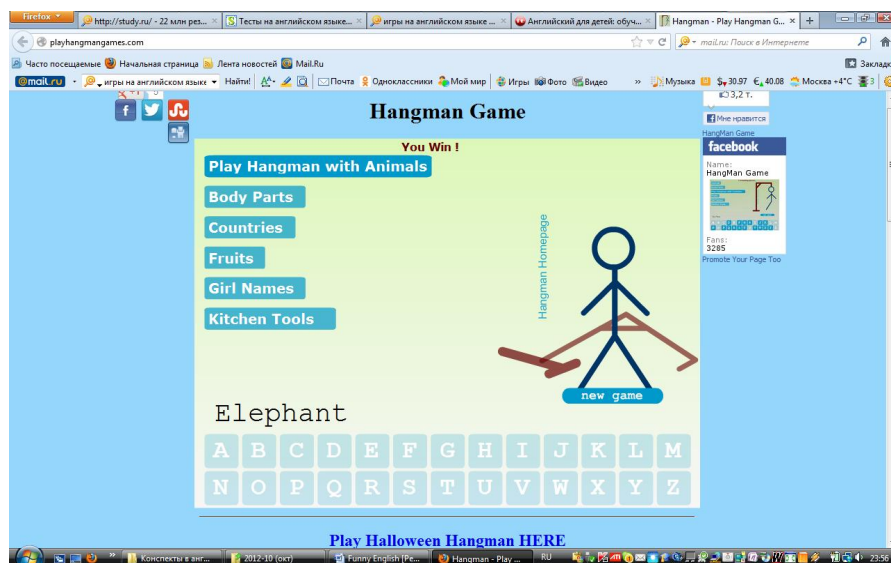 Firefox
http://study.ru/ - 22 млн рез...
Тесты на английском языке...
игры на английском языке ...
Английский для детей: обуч...
Hangman - Play Hangman G...
playhangmangames.com
mail.ru: Поиск в Интернете
Часто посещаемые
Начальная страница
Лента новостей
Mail.Ru
Закладк
@mail.ru
игры на английском языке
Найти!
Почта
Одноклассники
Мой мир
Игры
Фото
Видео
Музыка
30.97
40.08
Москва +4°C
3
Hangman Game
3,2 т.
Мне нравится
HangMan Game
facebook
Name:
HangMan Game
Fans:
3285
Promote Your Page Too
You Win !
Play Hangman with Animals
Body Parts
Countries
Fruits
Girl Names
Kitchen Tools
Hangman Homepage
new game
Elephant
A B C D E F G H I J K L M
N O P Q R S T U V W X Y Z
Play Halloween Hangman HERE
Конспекты в анг...
2012-10 (окт)
Funny English [Ре...
Hangman - Play ...
RU
23:56